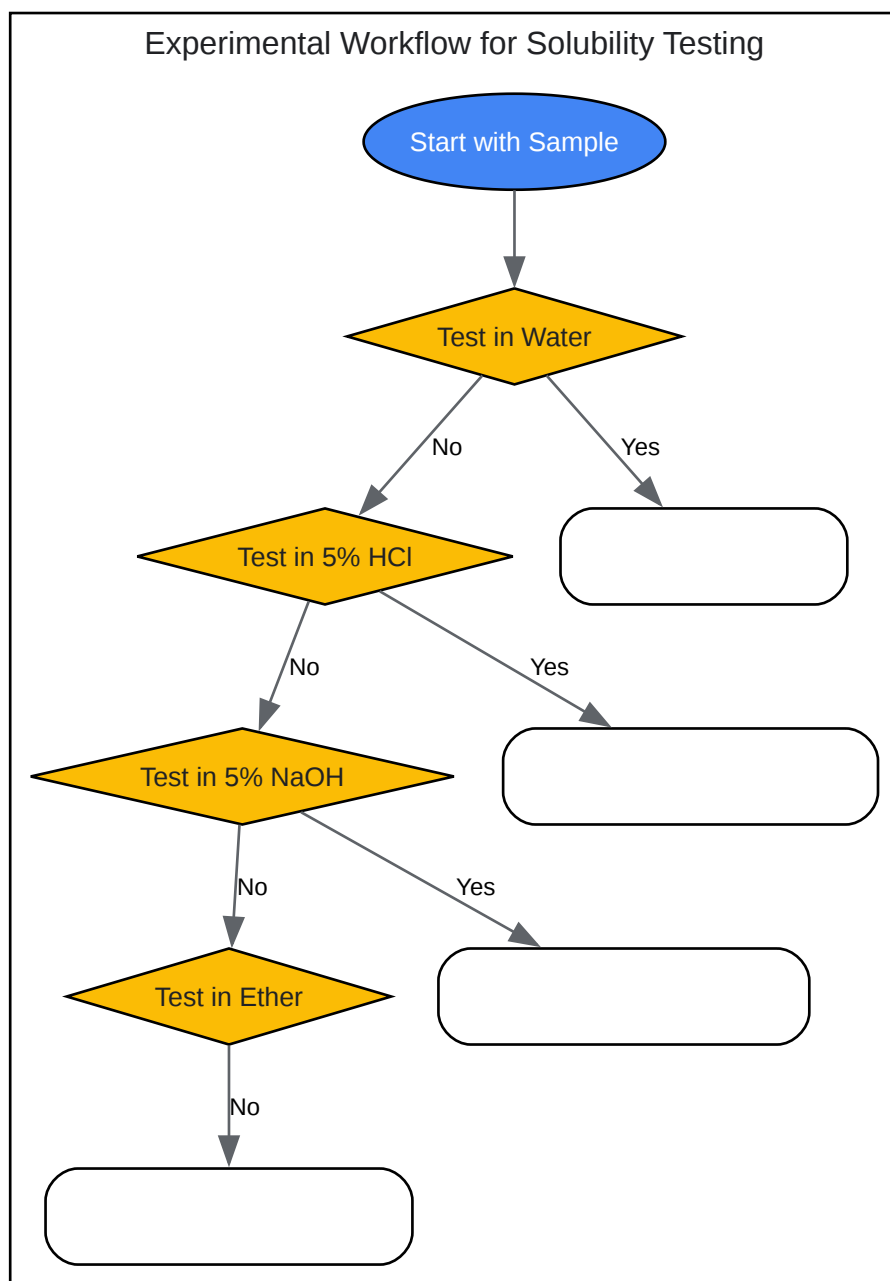 Experimental Workflow for Solubility Testing
Start with Sample
Test in Water
No
Yes
Test in 5% HCl
No
Yes
Test in 5% NaOH
No
Yes
Test in Ether
No